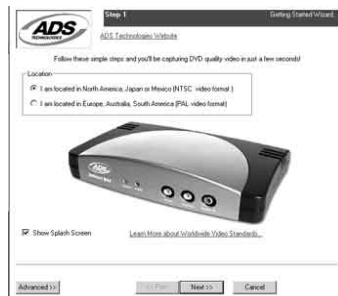 Step 1
Getting Started Wizard
ADS
TECHNOLOGIES
ADS Technologies Website
Follow these simple steps and you'll be capturing DVD quality video in just a few seconds!
Location
I am located in North America, Japan or Mexico (NTSC video format)
I am located in Europe, Australia, South America (PAL video format)
ADS
Show Splash Screen
Learn More about Worldwide Video Standards...
Advanced >>
<< Prev
Next >>
Cancel